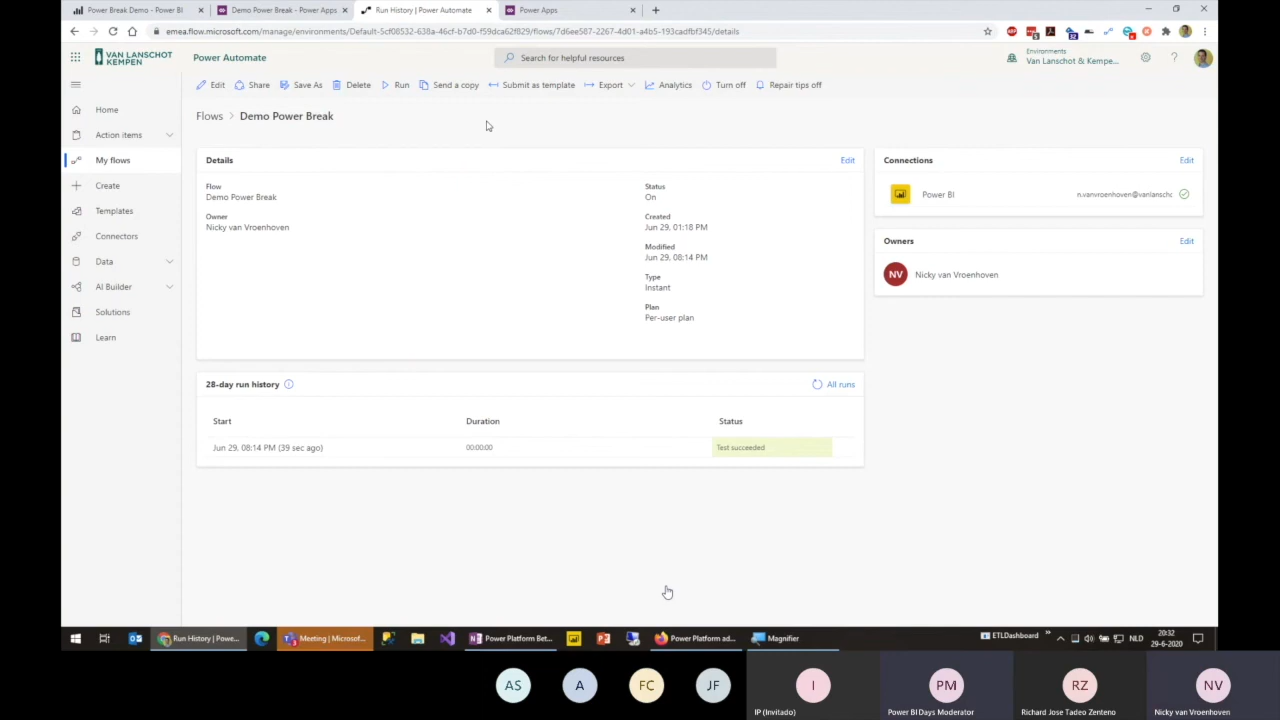 Power Break Demo - Power BI
Demo Power Break - Power Apps
Run History | Power Automate
Power Apps
emea.flow.microsoft.com/manage/environments/Default-5cf08532-638a-46cf-b7d0-f59dca62f829/flows/7d6ee587-2267-4d01-a4b5-193cadfbf345/details
VAN LANSCHOT
KEMPEN
Power Automate
Search for helpful resources
Environments
Van Lanschot & Kempe...
Edit
Share
Save As
Delete
Run
Send a copy
Submit as template
Export
Analytics
Turn off
Repair tips off
Home
Action items
My flows
Create
Templates
Connectors
Data
AI Builder
Solutions
Learn
Flows > Demo Power Break
Details
Edit
Flow
Demo Power Break
Owner
Nicky van Vroenhoven
Status
On
Created
Jun 29, 01:18 PM
Modified
Jun 29, 08:14 PM
Type
Instant
Plan
Per-user plan
Connections
Edit
Power BI
n.vanvroenhoven@vanlanscho
Owners
Edit
NV
Nicky van Vroenhoven
28-day run history
All runs
Start
Duration
Status
Jun 29, 08:14 PM (39 sec ago)
00:00:00
Test succeeded
Run History | Powe...
Meeting | Microsof...
Power Platform Bet...
Power Platform ad...
Magnifier
ETLDashboard
NLD
20:32
29-6-2020
AS
A
FC
JF
I
PM
RZ
NV
IP (Invitado)
Power BI Days Moderator
Richard Jose Tadeo Zenteno
Nicky van Vroenhoven